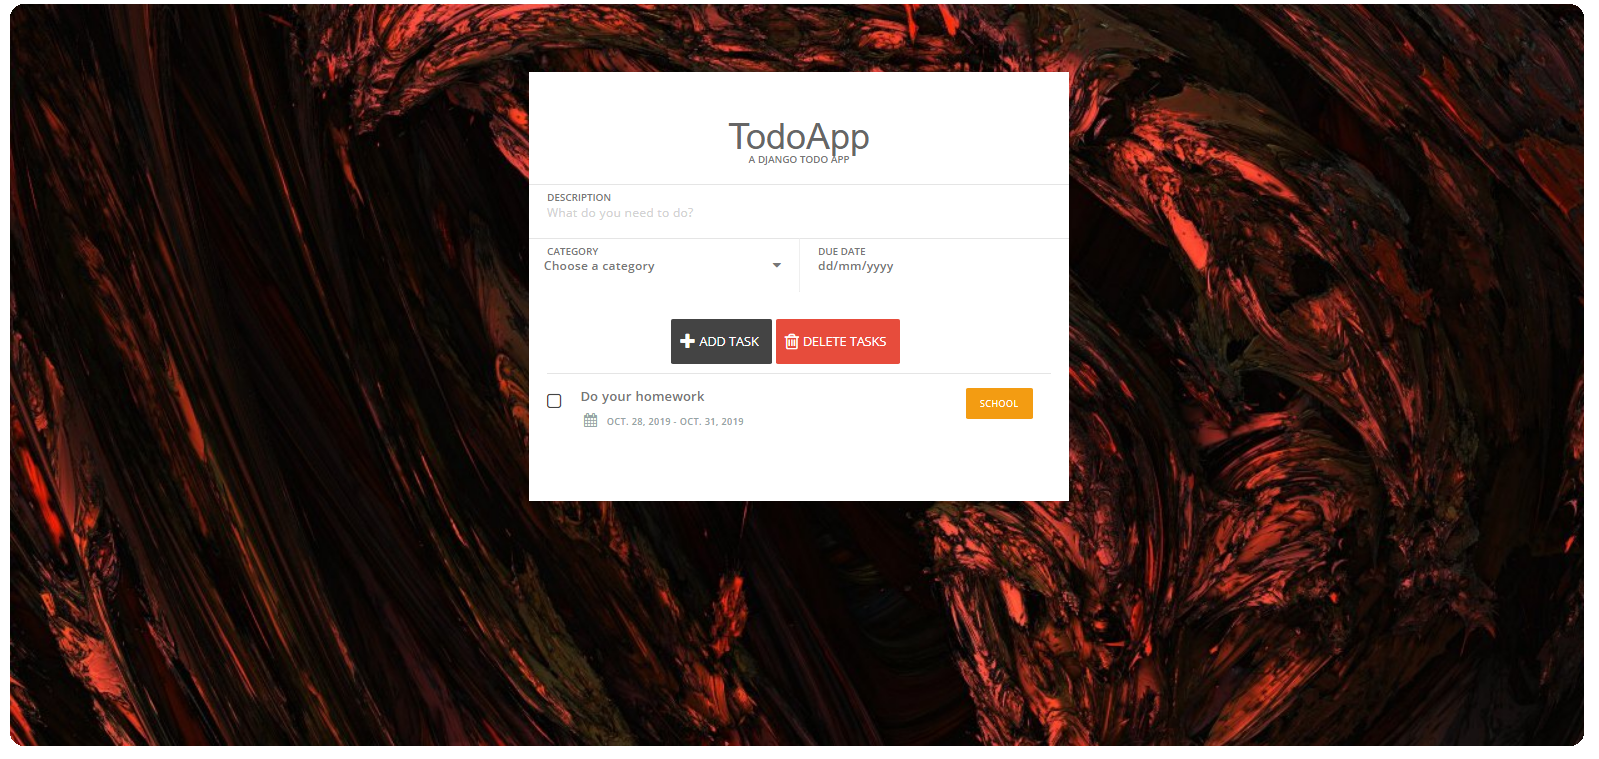 TodoApp
A DJANGO TODO APP
DESCRIPTION
What do you need to do?
CATEGORY
Choose a category
DUE DATE
dd/mm/yyyy
ADD TASK
DELETE TASKS
Do your homework
SCHOOL
OCT. 28, 2019 - OCT. 31, 2019